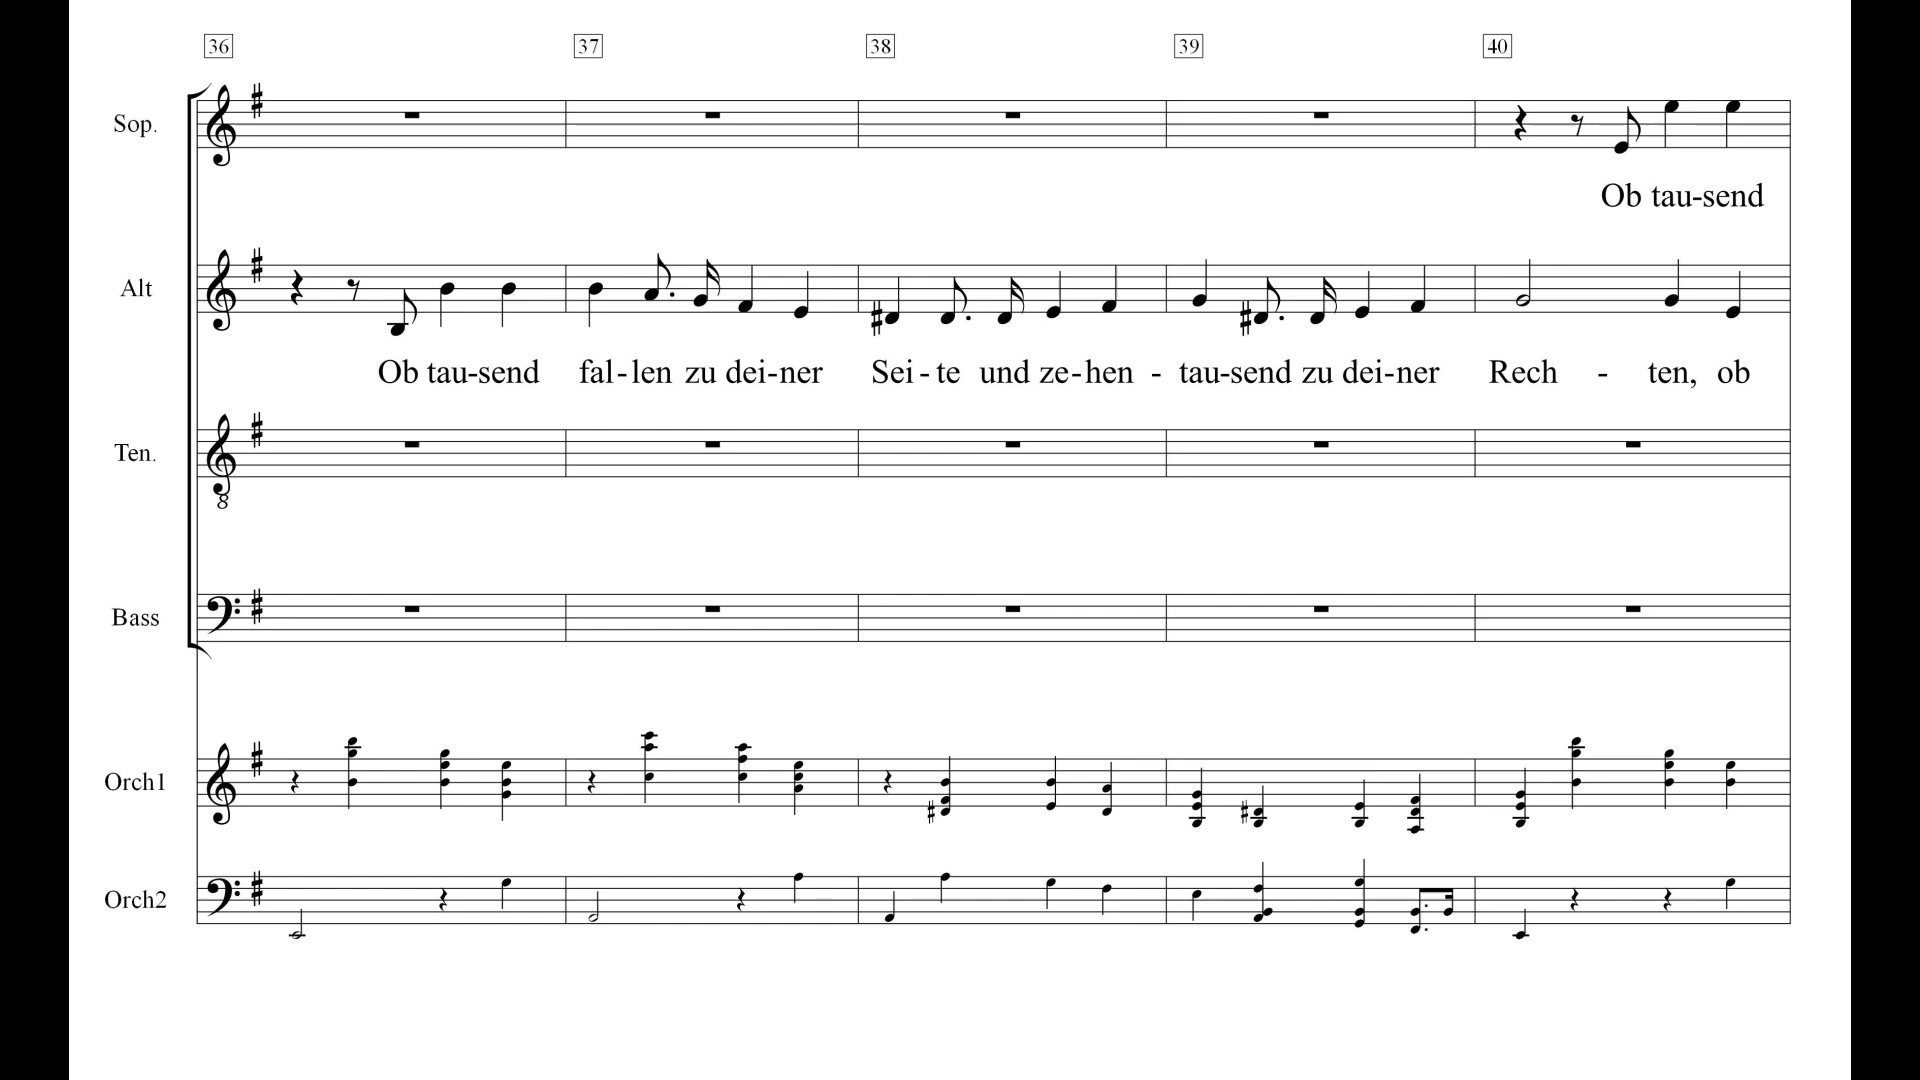 36 37 38 39 40
Sop.
Ob tau-send
Alt
Ob tau-send fal-len zu dei-ner Sei-te und ze-hen - tau-send zu dei-ner Rech - ten, ob
Ten.
8
Bass
Orch1
Orch2